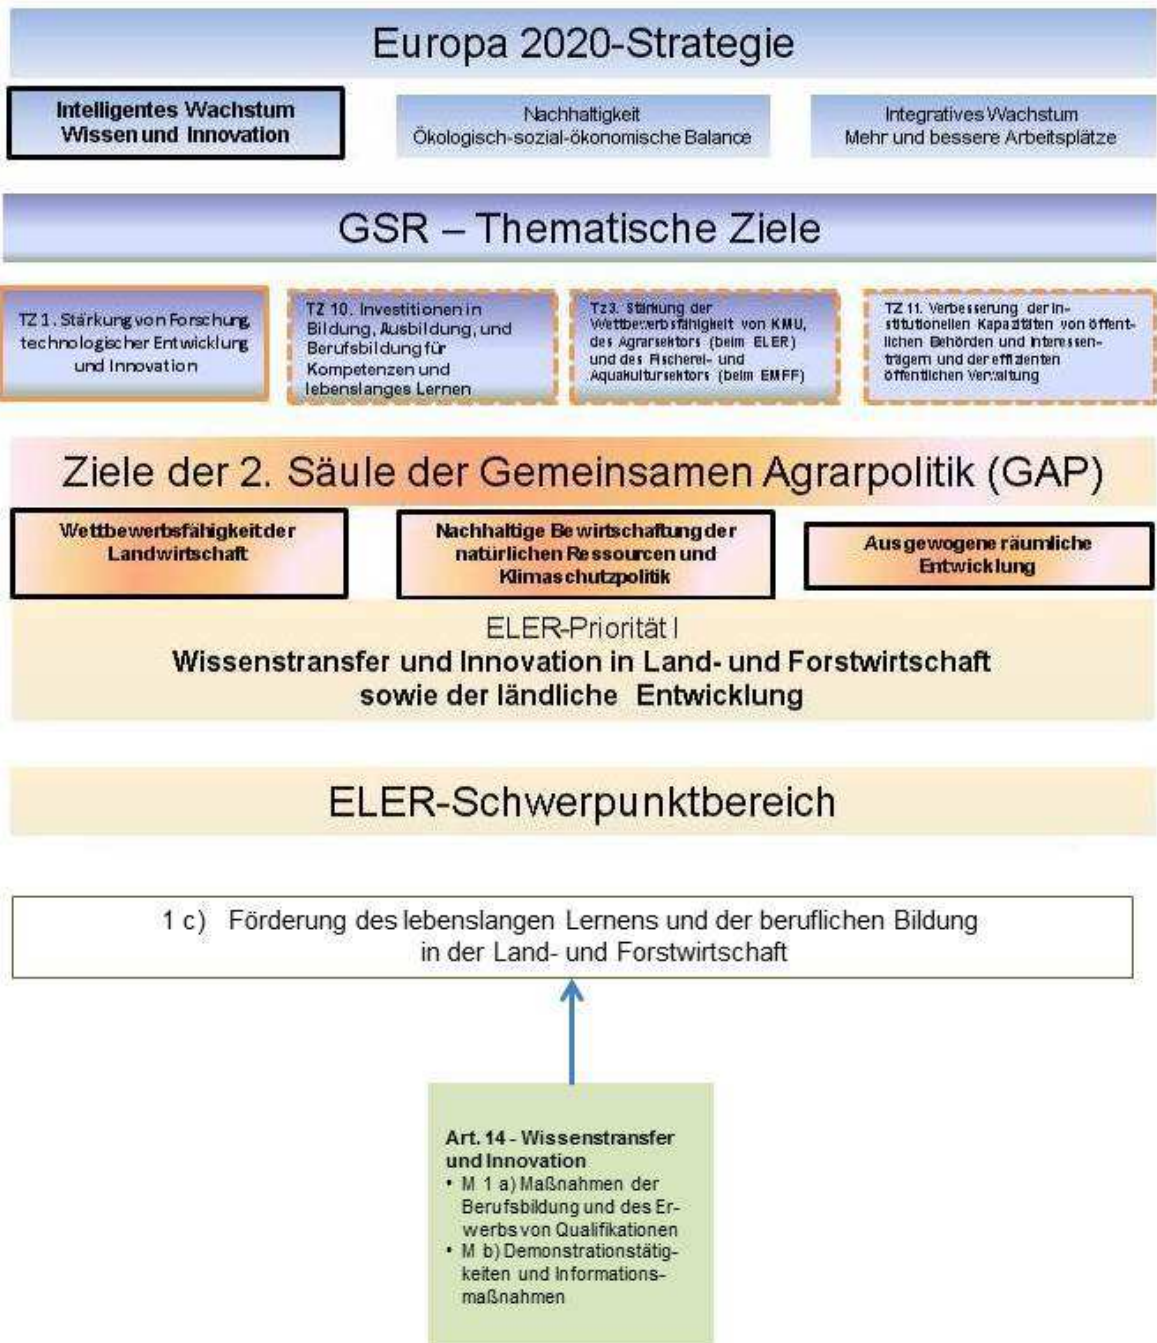 Europa 2020-Strategie
Intelligentes Wachstum
Wissen und Innovation
Nachhaltigkeit
Ökologisch-sozial-ökonomische Balance
Integratives Wachstum
Mehr und bessere Arbeitsplätze
GSR – Thematische Ziele
TZ 1. Stärkung von Forschung,
technologischer Entwicklung
und Innovation
TZ 10. Investitionen in
Bildung, Ausbildung, und
Berufsbildung für
Kompetenzen und
lebenslanges Lernen
Tz3. Stärkung der
Wettbewerbsfähigkeit von KMU,
des Agrarsektors (beim ELER)
und des Fischerei- und
Aquakultursektors (beim EMFF)
TZ 11. Verbesserung der in-
stitutionellen Kapazitäten von öffent-
lichen Behörden und Interessen-
trägern und der effizienten
öffentlichen Verwaltung
Ziele der 2. Säule der Gemeinsamen Agrarpolitik (GAP)
Wettbewerbsfähigkeit der
Landwirtschaft
Nachhaltige Bewirtschaftung der
natürlichen Ressourcen und
Klimaschutzpolitik
Ausgewogene räumliche
Entwicklung
ELER-Priorität I
Wissenstransfer und Innovation in Land- und Forstwirtschaft
sowie der ländliche Entwicklung
ELER-Schwerpunktbereich
1 c) Förderung des lebenslangen Lernens und der beruflichen Bildung
in der Land- und Forstwirtschaft
Art. 14 - Wissenstransfer
und Innovation
• M 1 a) Maßnahmen der
Berufsbildung und des Er-
werbs von Qualifikationen
• M b) Demonstrationstätig-
keiten und Informations-
maßnahmen